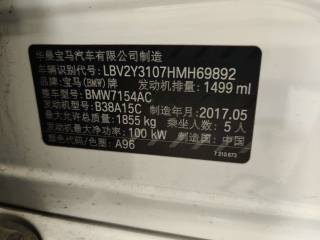 华晨宝马汽车有限公司制造
车辆识别代号 LBV2Y3107HMH69892
品牌：宝马(BMW)牌 发动机排量：1499 ml
整车型号：BMW7154AC
发动机型号：B38A15C 制造年月：2017.05
最大允许总质量：1855 kg 乘坐人数：5 人
发动机最大净功率：100 kW 制造国：中国
颜色代码/色圈：A96
7 310 673